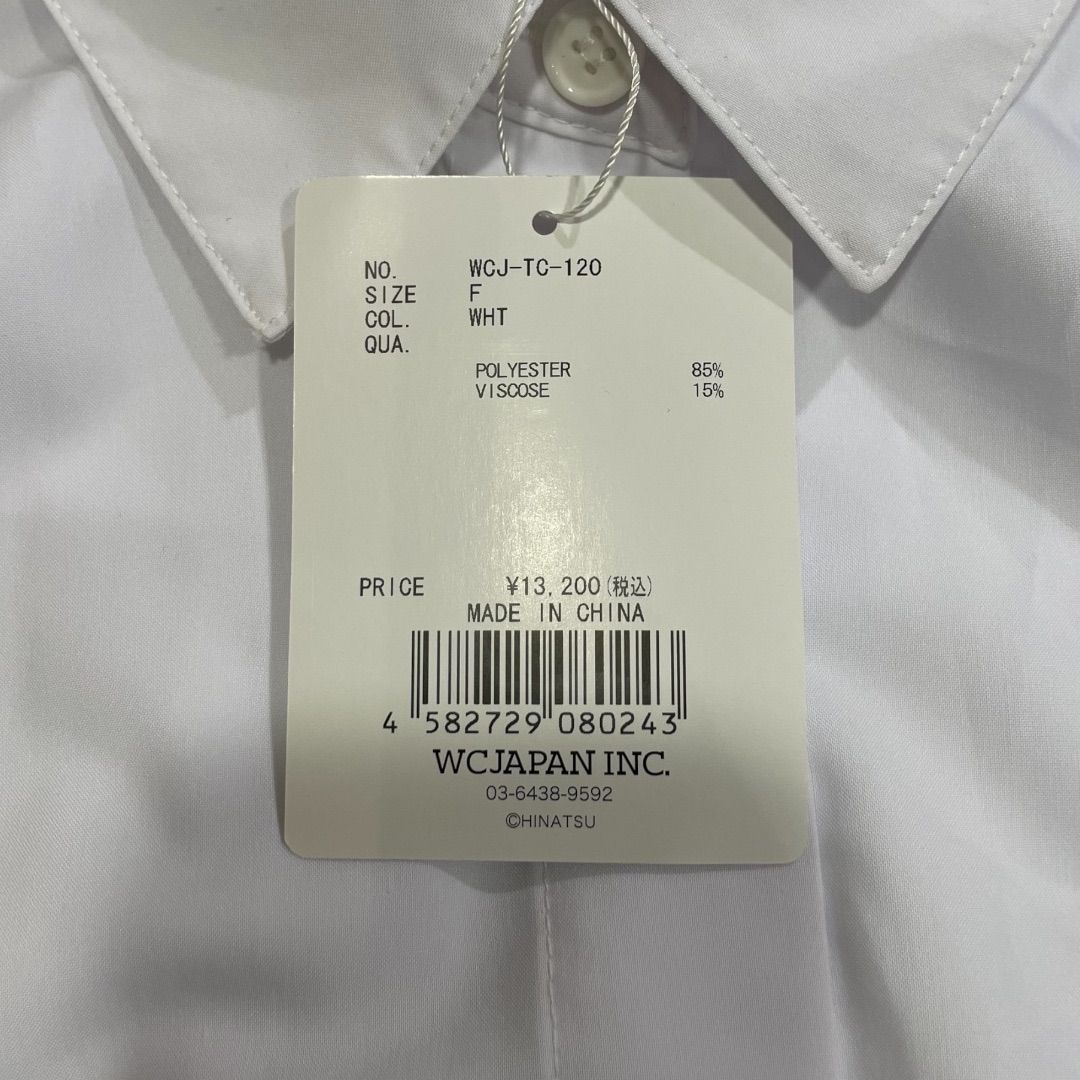 NO. WCJ-TC-120
SIZE F
COL. WHT
QUA.
POLYESTER 85%
VISCOSE 15%
PRICE ¥13,200(税込)
MADE IN CHINA
4 582729 080243
WCJAPAN INC.
03-6438-9592
©HINATSU